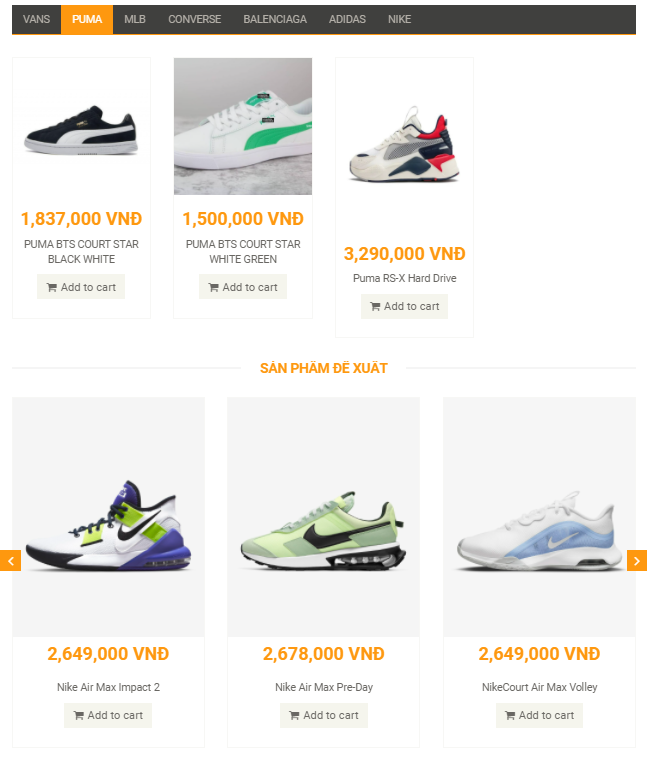 VANS PUMA MLB CONVERSE BALENCIAGA ADIDAS NIKE
1,837,000 VNĐ
PUMA BTS COURT STAR
BLACK WHITE
Add to cart
1,500,000 VNĐ
PUMA BTS COURT STAR
WHITE GREEN
Add to cart
3,290,000 VNĐ
Puma RS-X Hard Drive
Add to cart
SẢN PHẨM ĐỀ XUẤT
2,649,000 VNĐ
Nike Air Max Impact 2
Add to cart
2,678,000 VNĐ
Nike Air Max Pre-Day
Add to cart
2,649,000 VNĐ
NikeCourt Air Max Volley
Add to cart